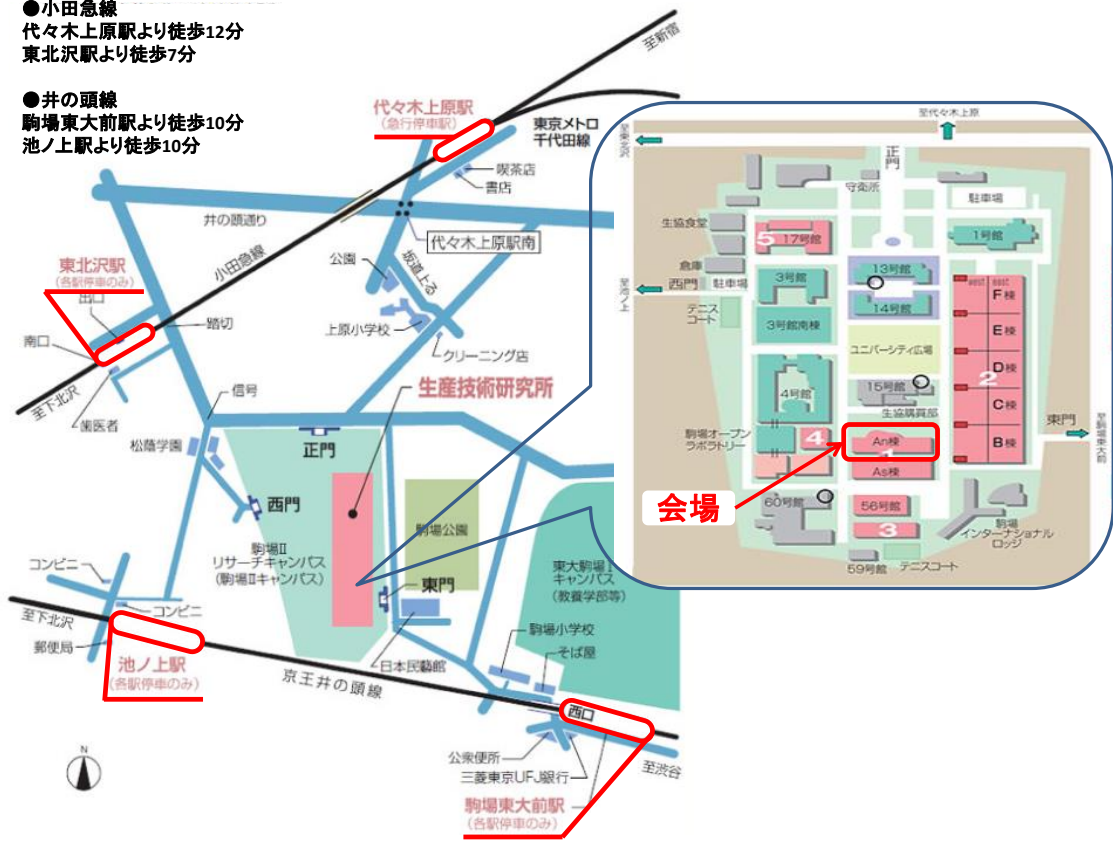 ●小田急線
代々木上原駅より徒歩12分
東北沢駅より徒歩7分
●井の頭線
駒場東大前駅より徒歩10分
池ノ上駅より徒歩10分
至新宿
代々木上原駅
(急行停車駅)
東京メトロ
千代田線
喫茶店
書店
井の頭通り
代々木上原駅南
小田急線
公園
坂道上る
東北沢駅
(各駅停車のみ)
出口
踏切
南口
上原小学校
クリーニング店
至下北沢
歯医者
信号
生産技術研究所
松蔭学園
正門
西門
駒場公園
駒場Ⅱ
リサーチキャンパス
(駒場Ⅱキャンパス)
東門
東大駒場Ⅰ
キャンパス
(教養学部等)
コンビニ
コンビニ
至下北沢
郵便局
池ノ上駅
(各駅停車のみ)
日本民藝館
駒場小学校
そば屋
京王井の頭線
西口
公衆便所
三菱東京UFJ銀行
至渋谷
駒場東大前駅
(各駅停車のみ)
N
至代々木上原
至東北沢
正門
守衛所
駐車場
生協食堂
5
17号館
1号館
倉庫
西門
駐車場
至池ノ上
3号館
13号館
14号館
west
east
F棟
テニス
コート
3号館南棟
E棟
ユニバーシティ広場
D棟
2
4号館
15号館
C棟
生協購買部
東門
至駒場東大前
駒場オープン
ラボラトリー
4
An棟
1
B棟
As棟
会場
60号館
56号館
3
駒場
インターナショナル
ロッジ
59号館
テニスコート